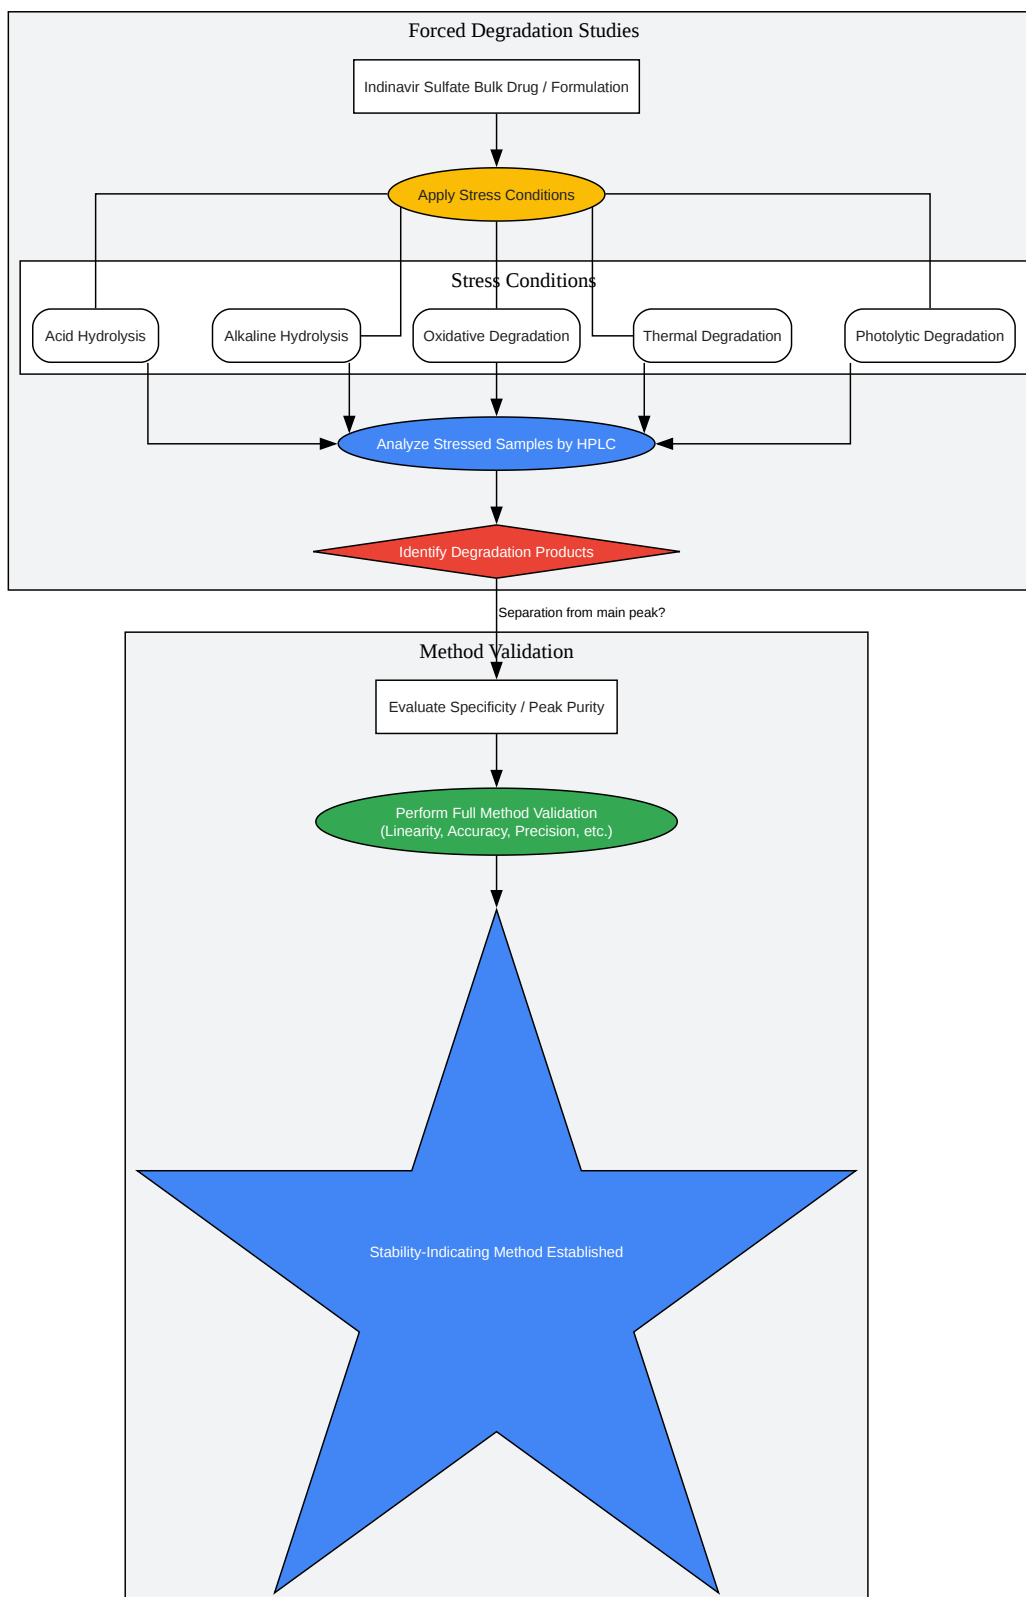 Forced Degradation Studies
Indinavir Sulfate Bulk Drug / Formulation
Apply Stress Conditions
Stress Conditions
Acid Hydrolysis
Alkaline Hydrolysis
Oxidative Degradation
Thermal Degradation
Photolytic Degradation
Analyze Stressed Samples by HPLC
Identify Degradation Products
Separation from main peak?
Method Validation
Evaluate Specificity / Peak Purity
Perform Full Method Validation
(Linearity, Accuracy, Precision, etc.)
Stability-Indicating Method Established